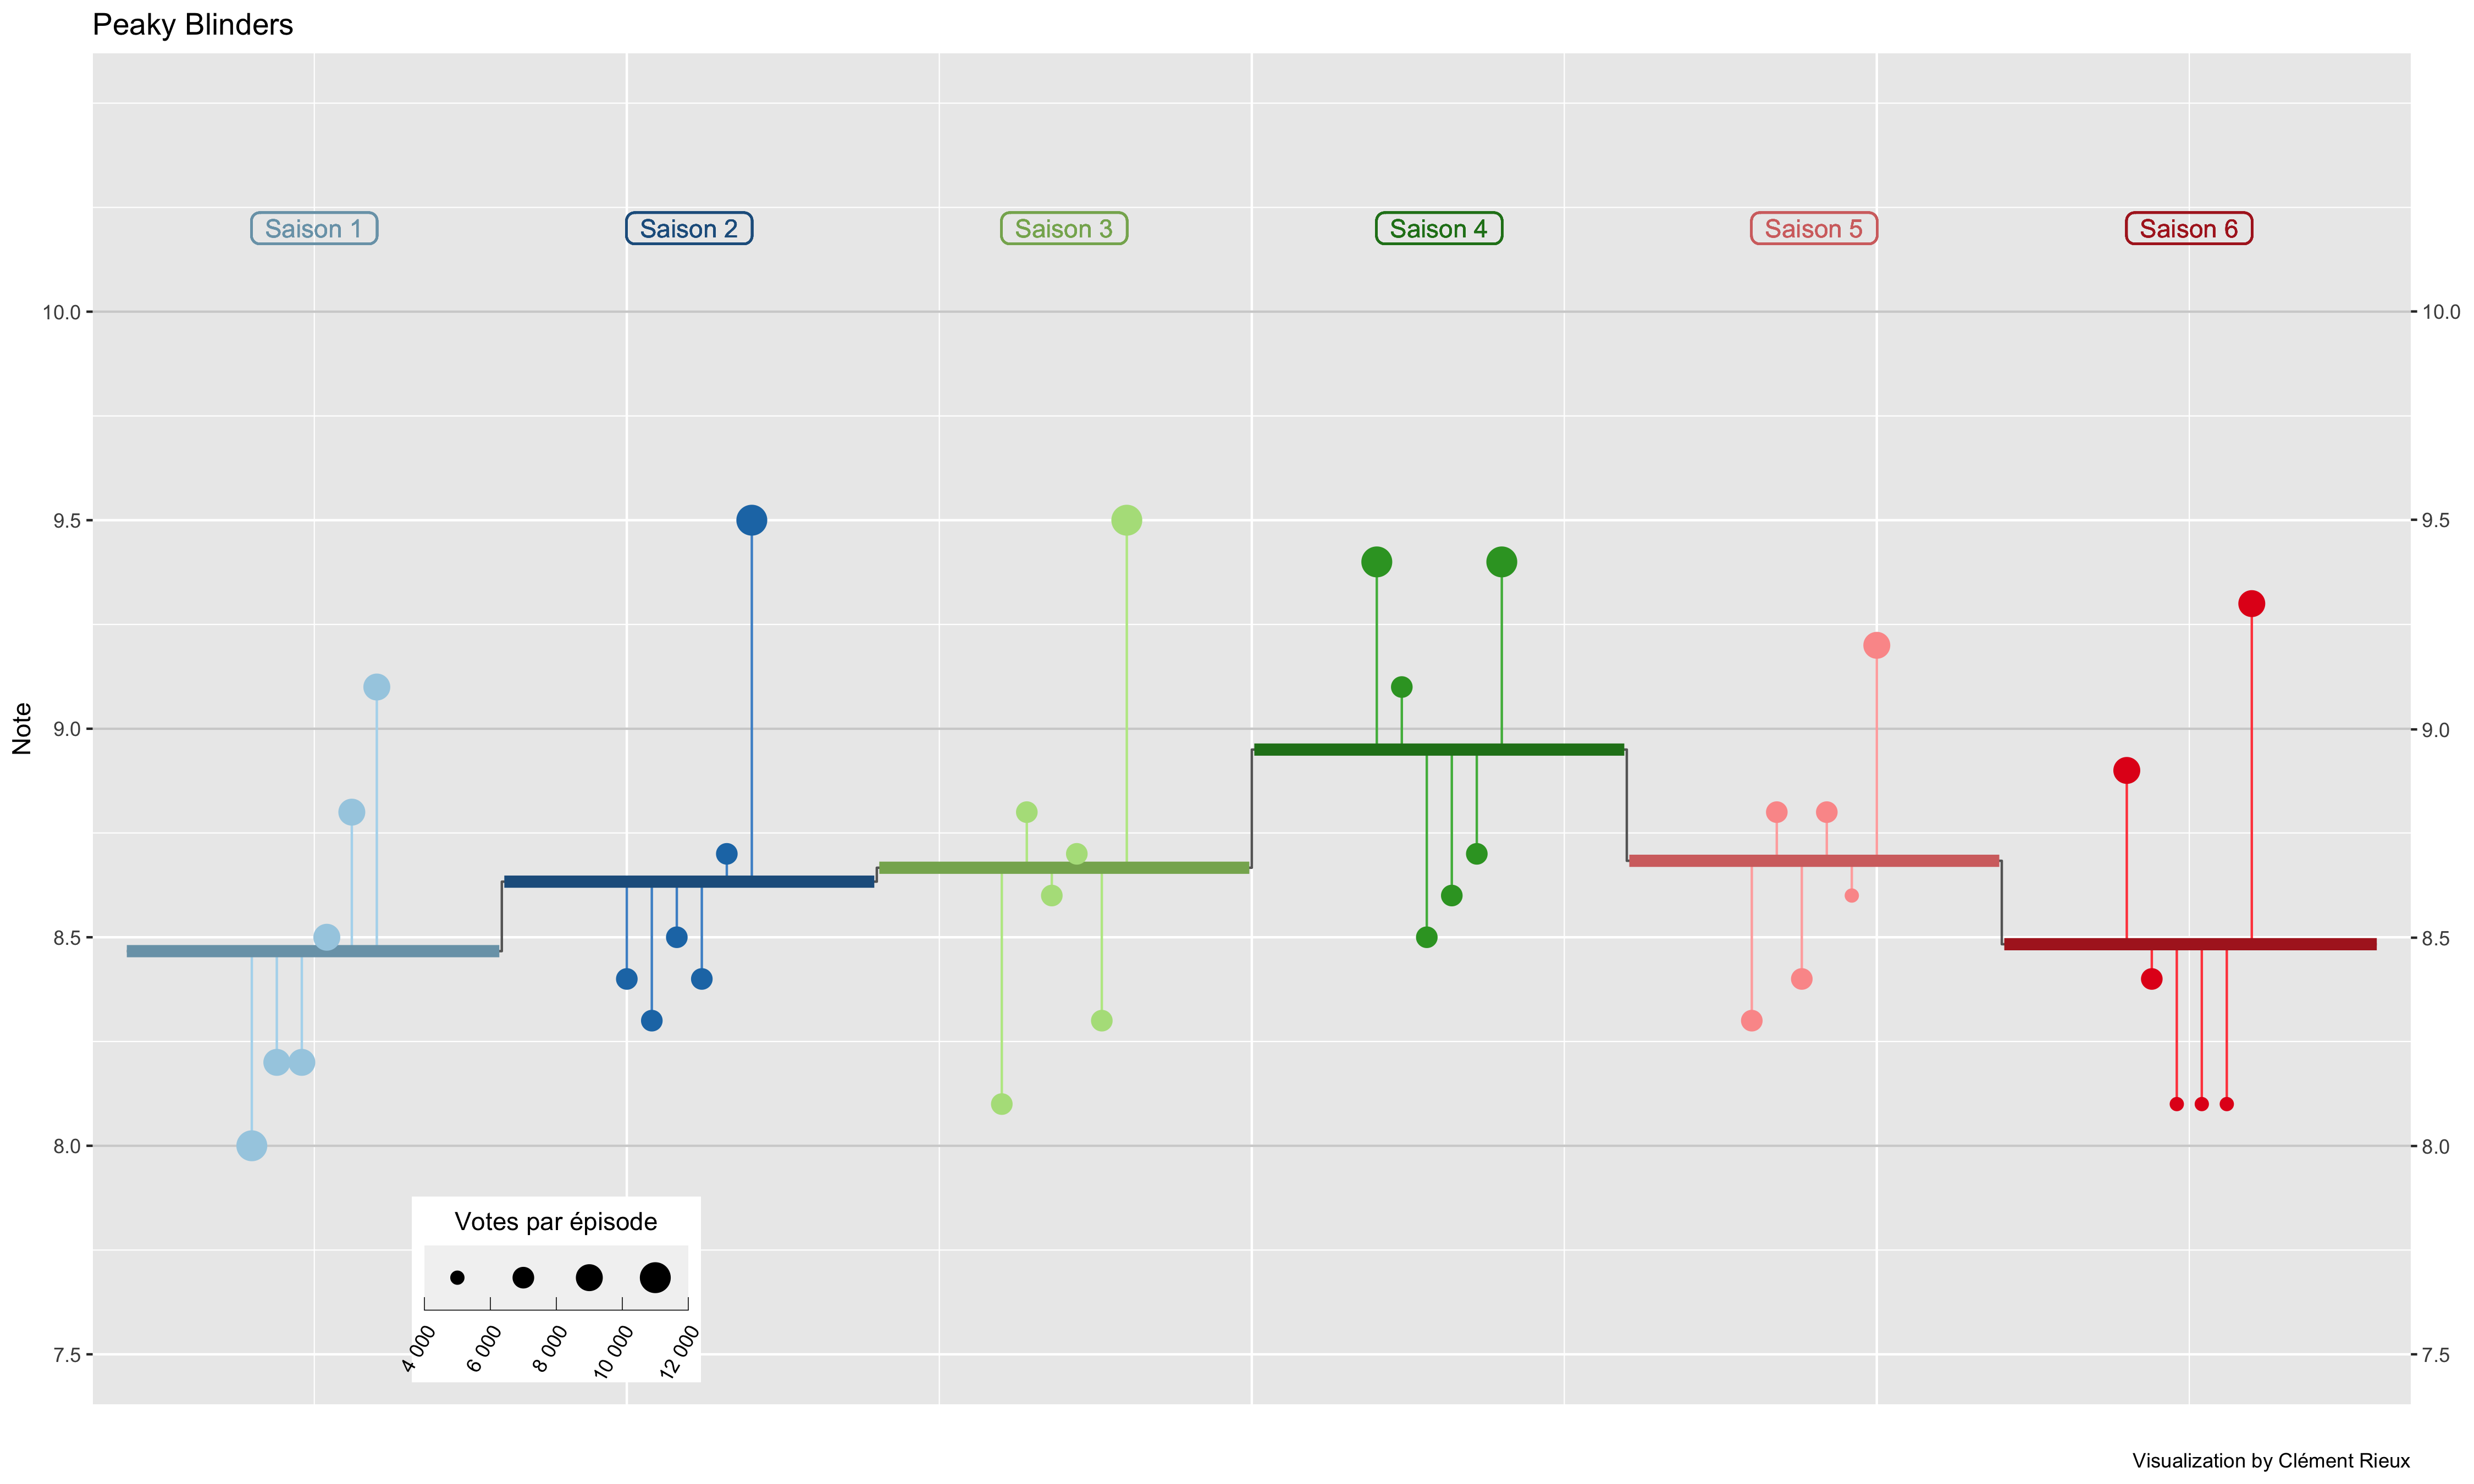 Peaky Blinders
Saison 1
Saison 2
Saison 3
Saison 4
Saison 5
Saison 6
10.0
10.0
9.5
9.5
9.0
9.0
8.5
8.5
8.0
8.0
7.5
7.5
Note
Votes par épisode
4 000
6 000
8 000
10 000
12 000
Visualization by Clément Rieux